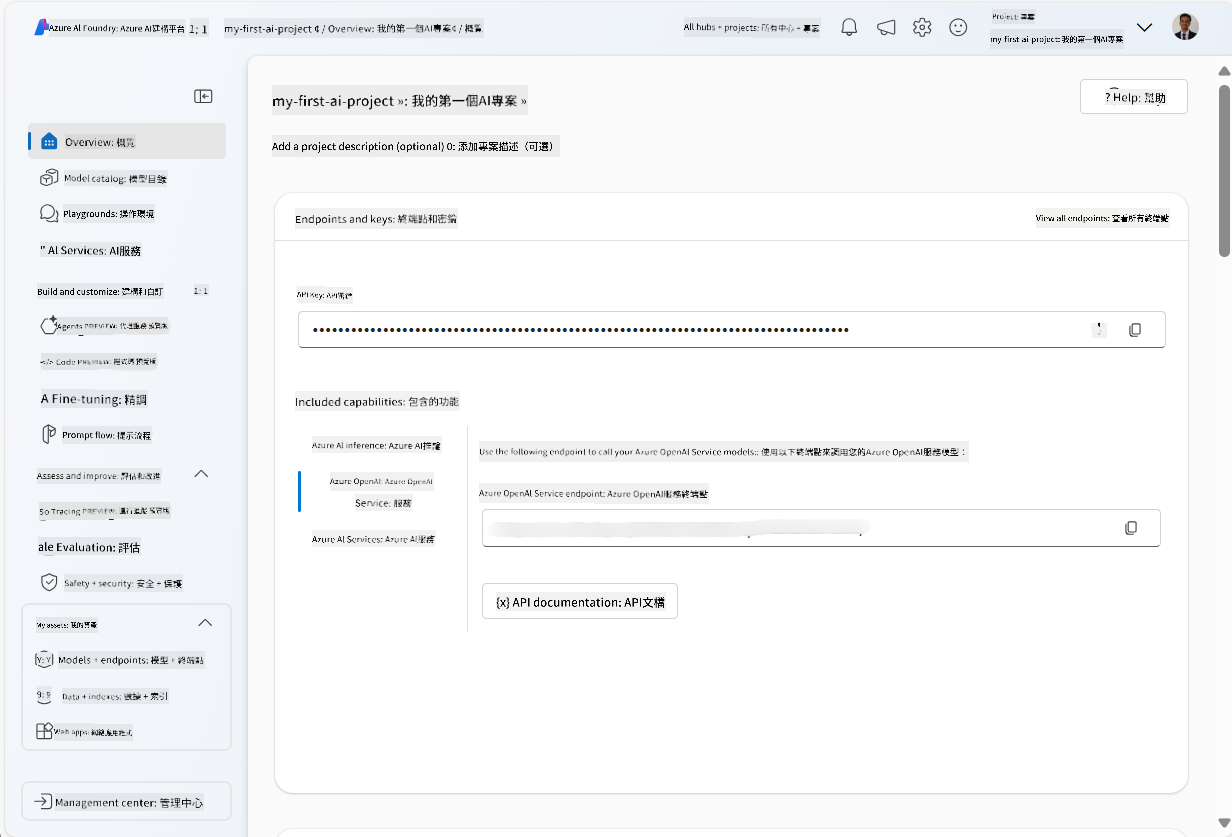 Azure AI Foundry: Azure AI建構平台 1; 1
my-first-ai-project ¢ / Overview: 我的第一個AI專案¢ / 概覽
All hubs + projects: 所有中心 + 專案
Project: 專案
my-first-ai-project: 我的第一個AI專案
Overview: 概覽
Model catalog: 模型目錄
Playgrounds: 操作環境
" AI Services: AI服務
Build and customize: 建構和自訂 1: 1
Agents PREVIEW: 代理服務 預覽版
</> Code PREVIEW: 程式碼 預覽版
A Fine-tuning: 精調
Prompt flow: 提示流程
Assess and improve: 評估和改進
So Tracing PREVIEW:
ale Evaluation: 評估
Safety + security: 安全 + 保護
My assets: 我的資產
Models + endpoints: 模型 + 終端點
Data + indexes: 數據 + 索引
Web apps: 網絡應用程式
Management center: 管理中心
my-first-ai-project »: 我的第一個AI專案 »
? Help: 幫助
Add a project description (optional) 0: 添加專案描述（可選）
Endpoints and keys: 終端點和密鑰
View all endpoints: 查看所有終端點
API Key: API密鑰
Included capabilities: 包含的功能
Azure AI inference: Azure AI推論
Azure OpenAI: Azure OpenAI
Service: 服務
Azure AI Services: Azure AI服務
Use the following endpoint to call your Azure OpenAI Service models:: 使用以下終端點來調用您的Azure OpenAI服務模型：
Azure OpenAI Service endpoint: Azure OpenAI服務終端點
{x} API documentation: API文檔